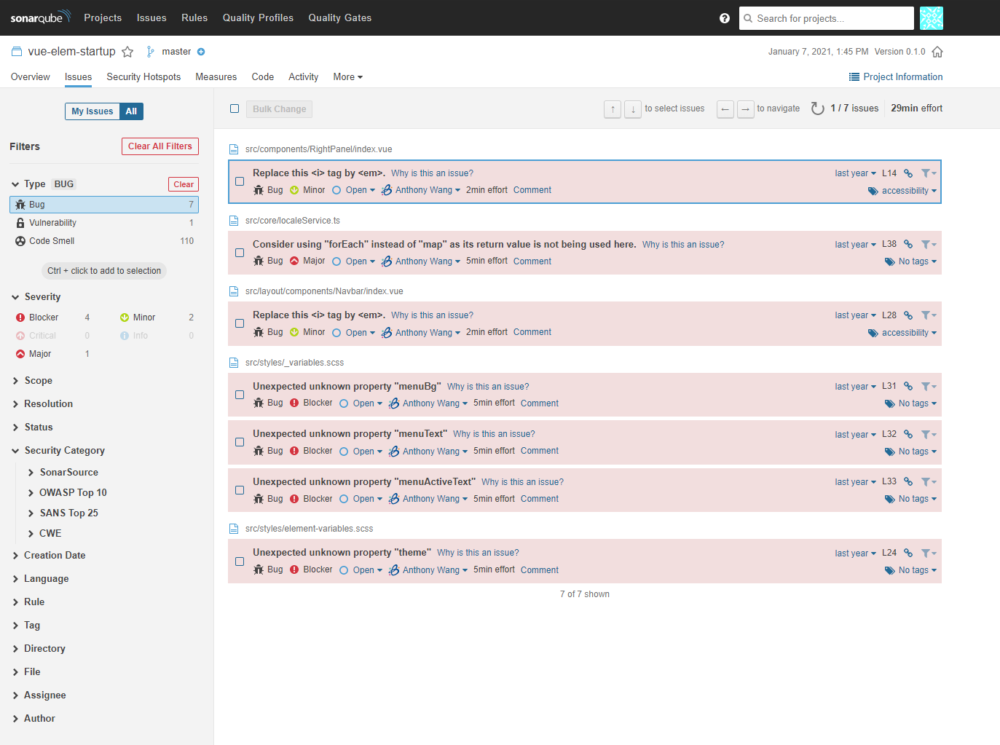 sonarqube Projects Issues Rules Quality Profiles Quality Gates ? Search for projects...
vue-elem-startup master January 7, 2021, 1:45 PM Version 0.1.0
Overview Issues Security Hotspots Measures Code Activity More Project Information
My Issues All
Bulk Change ↑ ↓ to select issues ← → to navigate 1 / 7 issues 29min effort
Filters Clear All Filters
Type BUG Clear
Bug 7
Vulnerability 1
Code Smell 110
Ctrl + click to add to selection
Severity
Blocker 4 Minor 2
Critical 0 Info 0
Major 1
Scope
Resolution
Status
Security Category
SonarSource
OWASP Top 10
SANS Top 25
CWE
Creation Date
Language
Rule
Tag
Directory
File
Assignee
Author
src/components/RightPanel/index.vue
Replace this <i> tag by <em>. Why is this an issue? last year L14
Bug Minor Open Anthony Wang 2min effort Comment accessibility
src/core/localeService.ts
Consider using "forEach" instead of "map" as its return value is not being used here. Why is this an issue? last year L38
Bug Major Open Anthony Wang 5min effort Comment No tags
src/layout/components/Navbar/index.vue
Replace this <i> tag by <em>. Why is this an issue? last year L28
Bug Minor Open Anthony Wang 2min effort Comment accessibility
src/styles/_variables.scss
Unexpected unknown property "menuBg" Why is this an issue? last year L31
Bug Blocker Open Anthony Wang 5min effort Comment No tags
Unexpected unknown property "menuText" Why is this an issue? last year L32
Bug Blocker Open Anthony Wang 5min effort Comment No tags
Unexpected unknown property "menuActiveText" Why is this an issue? last year L33
Bug Blocker Open Anthony Wang 5min effort Comment No tags
src/styles/element-variables.scss
Unexpected unknown property "theme" Why is this an issue? last year L24
Bug Blocker Open Anthony Wang 5min effort Comment No tags
7 of 7 shown